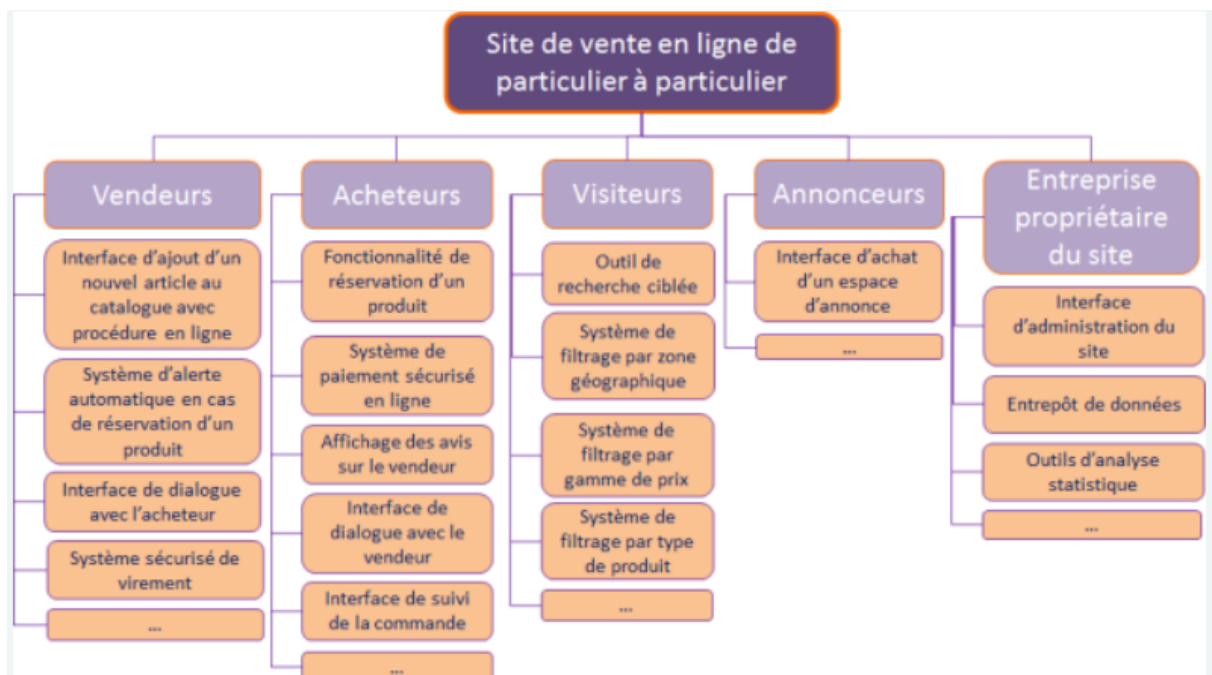 Site de vente en ligne de
particulier à particulier
Vendeurs
Interface d'ajout d'un
nouvel article au
catalogue avec
procédure en ligne
Système d'alerte
automatique en cas
de réservation d'un
produit
Interface de dialogue
avec l'acheteur
Système sécurisé de
virement
...
Acheteurs
Fonctionnalité de
réservation d'un
produit
Système de
paiement sécurisé
en ligne
Affichage des avis
sur le vendeur
Interface de
dialogue avec le
vendeur
Interface de suivi
de la commande
...
Visiteurs
Outil de
recherche ciblée
Système de
filtrage par zone
géographique
Système de
filtrage par
gamme de prix
Système de
filtrage par type
de produit
...
Annonceurs
Interface d'achat
d'un espace
d'annonce
...
Entreprise
propriétaire
du site
Interface
d'administration du
site
Entrepôt de données
Outils d'analyse
statistique
...